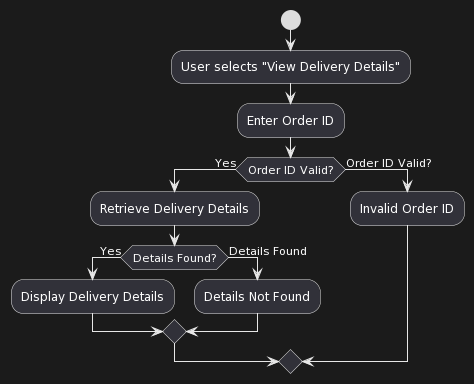 User selects "View Delivery Details"
Enter Order ID
Yes
Order ID Valid?
Order ID Valid?
Retrieve Delivery Details
Invalid Order ID
Yes
Details Found?
Details Found
Display Delivery Details
Details Not Found